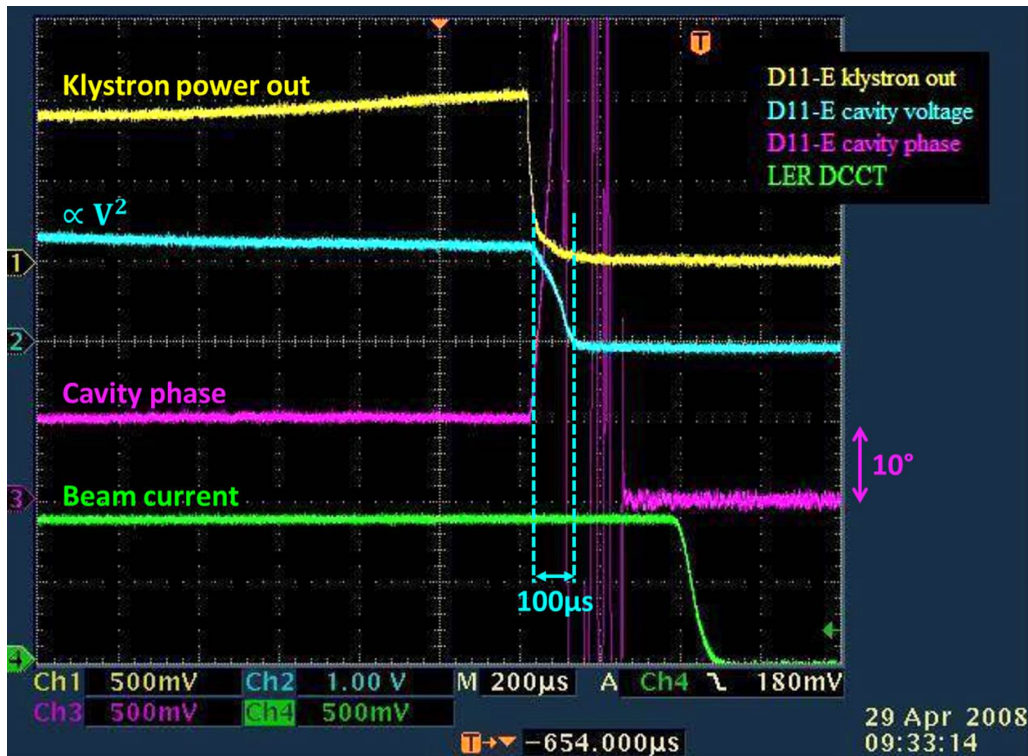 T
Klystron power out
D11-E klystron out
D11-E cavity voltage
D11-E cavity phase
LER DCCT
∝ V²
1
2
Cavity phase
10°
Beam current
3
100μs
4
Ch1 500mV Ch2 1.00 V M 200μs A Ch4 180mV
Ch3 500mV Ch4 500mV
T -654.000μs
29 Apr 2008
09:33:14